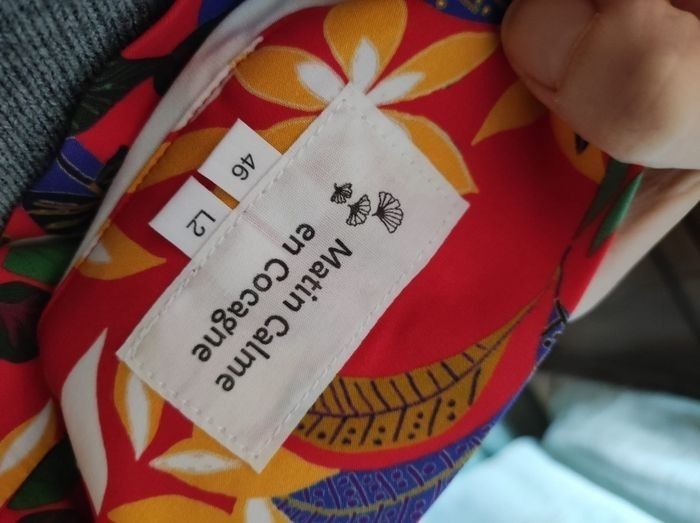 Matin Calme
en Cocagne
46
L2